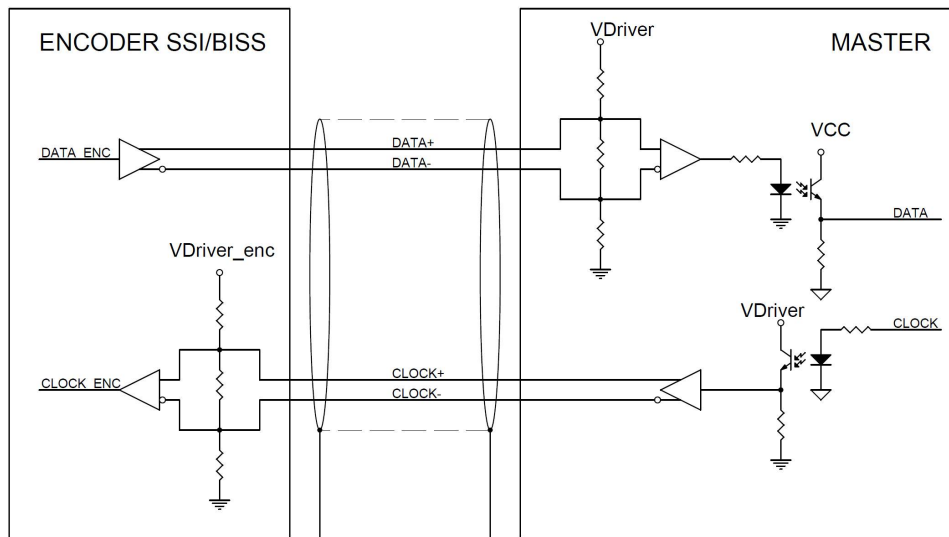 ENCODER SSI/BISS
MASTER
VDriver
VCC
DATA_ENC
DATA+
DATA-
DATA
VDriver_enc
VDriver
CLOCK
CLOCK_ENC
CLOCK+
CLOCK-